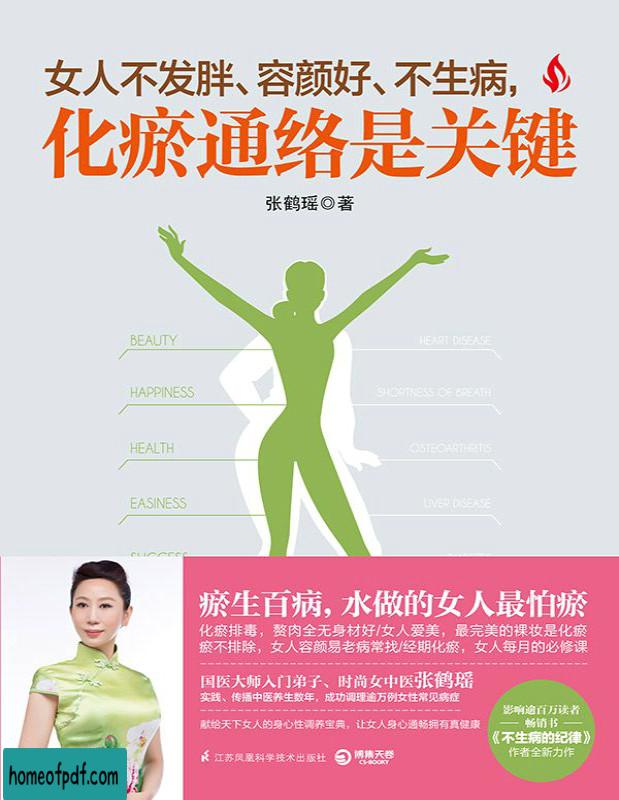 女人不发胖、容颜好、不生病，
化瘀通络是关键
张鹤瑶◎著
BEAUTY
HEART DISEASE
HAPPINESS
SHORTNESS OF BREATH
HEALTH
OSTEOARTHRITIS
EASINESS
LIVER DISEASE
SUCCESS
瘀生百病，水做的女人最怕瘀
化瘀排毒，赘肉全无身材好/女人爱美，最完美的裸妆是化瘀
瘀不排除，女人容颜易老病常找/经期化瘀，女人每月的必修课
国医大师入门弟子、时尚女中医张鹤瑶
实践、传播中医养生数年，成功调理逾万例女性常见病症
献给天下女人的身心性调养宝典，让女人身心通畅拥有真健康
影响逾百万读者
畅销书
《不生病的纪律》
作者全新力作
江苏凤凰科学技术出版社
博集天卷
CS-BOOKY
homeofpdf.com